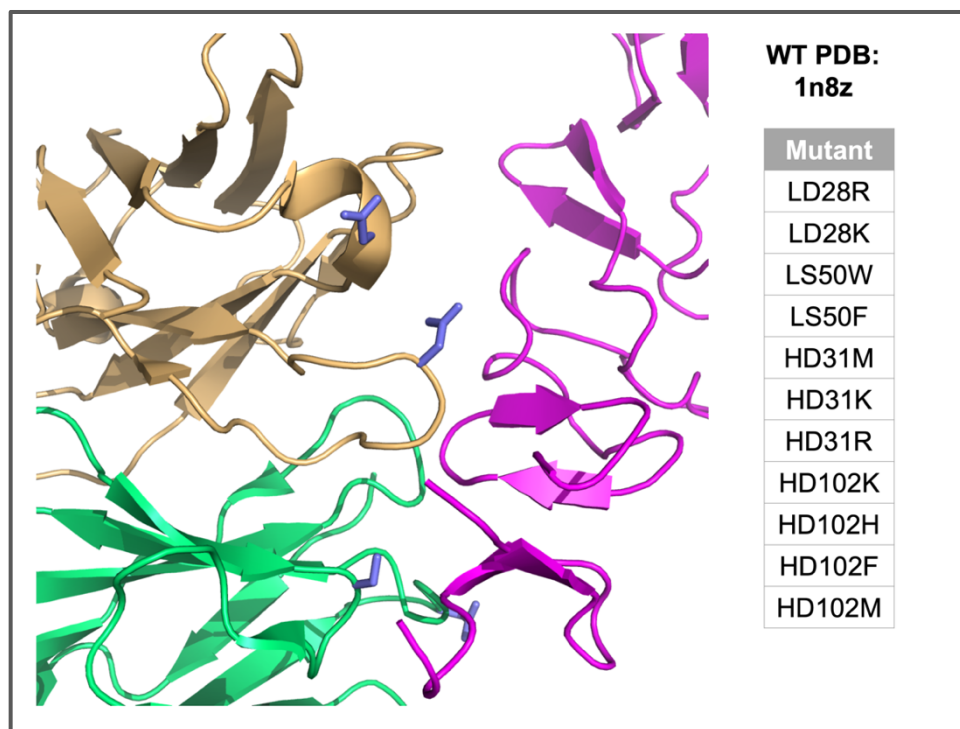 WT PDB:
1n8z
Mutant
LD28R
LD28K
LS50W
LS50F
HD31M
HD31K
HD31R
HD102K
HD102H
HD102F
HD102M